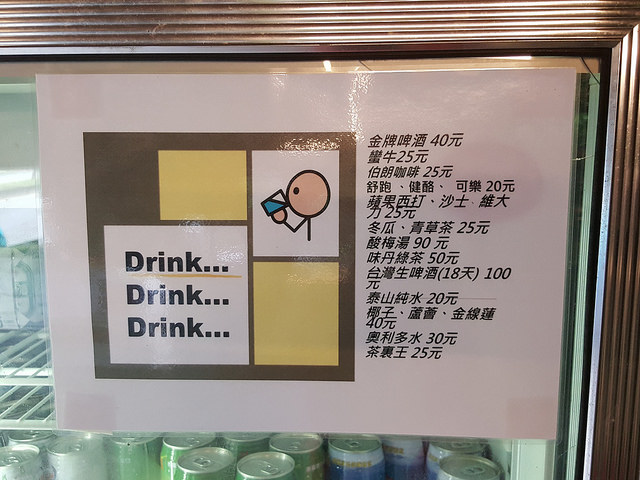 Drink...
Drink...
Drink...
金牌啤酒 40元
蠻牛25元
伯朗咖啡 25元
舒跑、健酪、可樂 20元
蘋果西打、沙士、維大
力 25元
冬瓜、青草茶 25元
酸梅湯 90 元
味丹綠茶 50元
台灣生啤酒(18天) 100
元
泰山純水 20元
椰子、蘆薈、金線蓮
40元
奧利多水 30元
茶裏王 25元